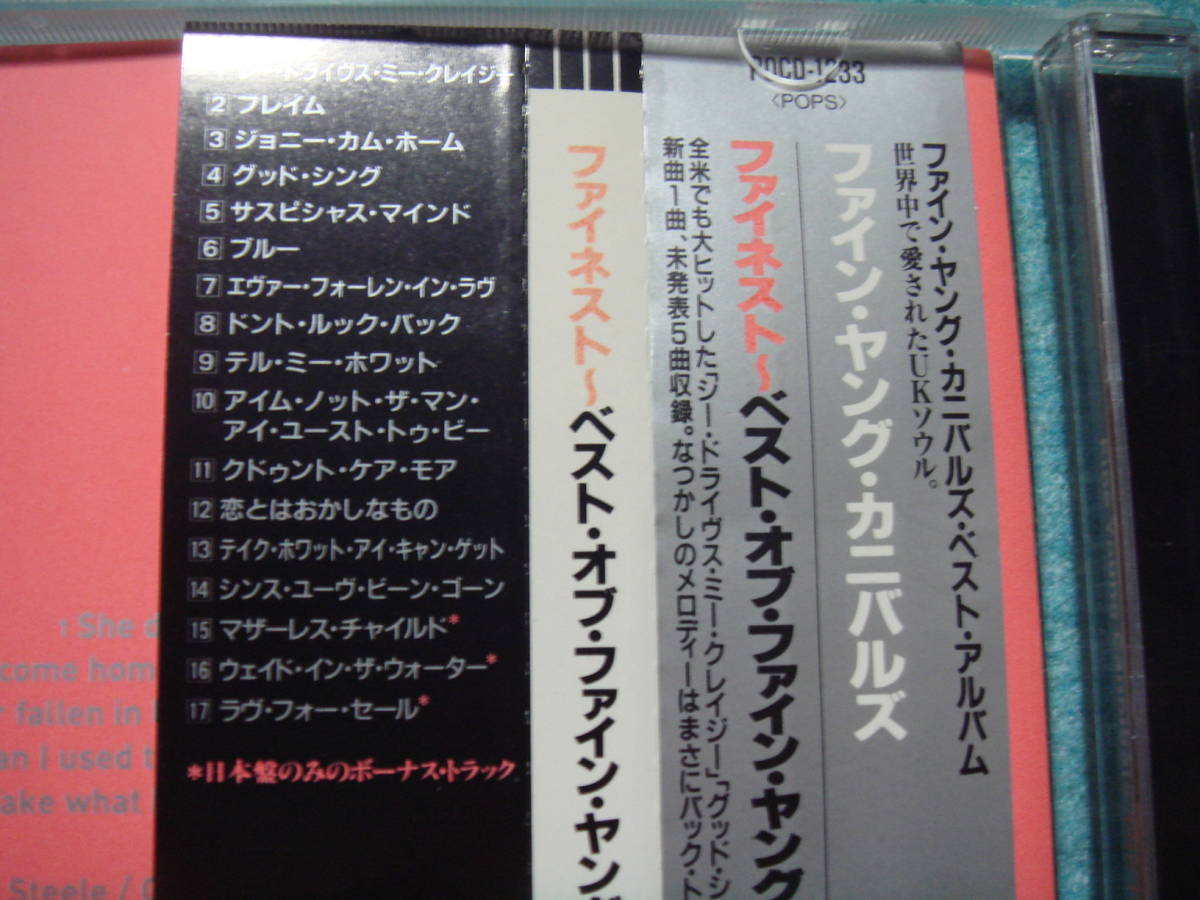 ドライヴス・ミー・クレイジー
2 フレイム
3 ジョニー・カム・ホーム
4 グッド・シング
5 サスピシャス・マインド
6 ブルー
7 エヴァー・フォーレン・イン・ラヴ
8 ドント・ルック・バック
9 テル・ミー・ホワット
10 アイム・ノット・ザ・マン・
アイ・ユースト・トゥ・ビー
11 クドゥント・ケア・モア
12 恋とはおかしなもの
13 テイク・ホワット・アイ・キャン・ゲット
14 シンス・ユーヴ・ビーン・ゴーン
15 マザーレス・チャイルド*
16 ウェイド・イン・ザ・ウォーター*
17 ラヴ・フォー・セール*
*日本盤のみのボーナス・トラック
ファイネスト〜ベスト・オブ・ファイン・ヤン
POCD-1233
〈POPS〉
ファイン・ヤング・カニバルズ・ベスト・アルバム
世界中で愛されたUKソウル。
ファイン・ヤング・カニバルズ
ファイネスト〜ベスト・オブ・ファイン・ヤング
全米でも大ヒットした「シー・ドライヴス・ミー・クレイジー」「グッド・シ
新曲1曲、未発表5曲収録。なつかしのメロディーはまさにバック・ト
1 She
come hom
fallen in
an I used t
ake what
Steele /